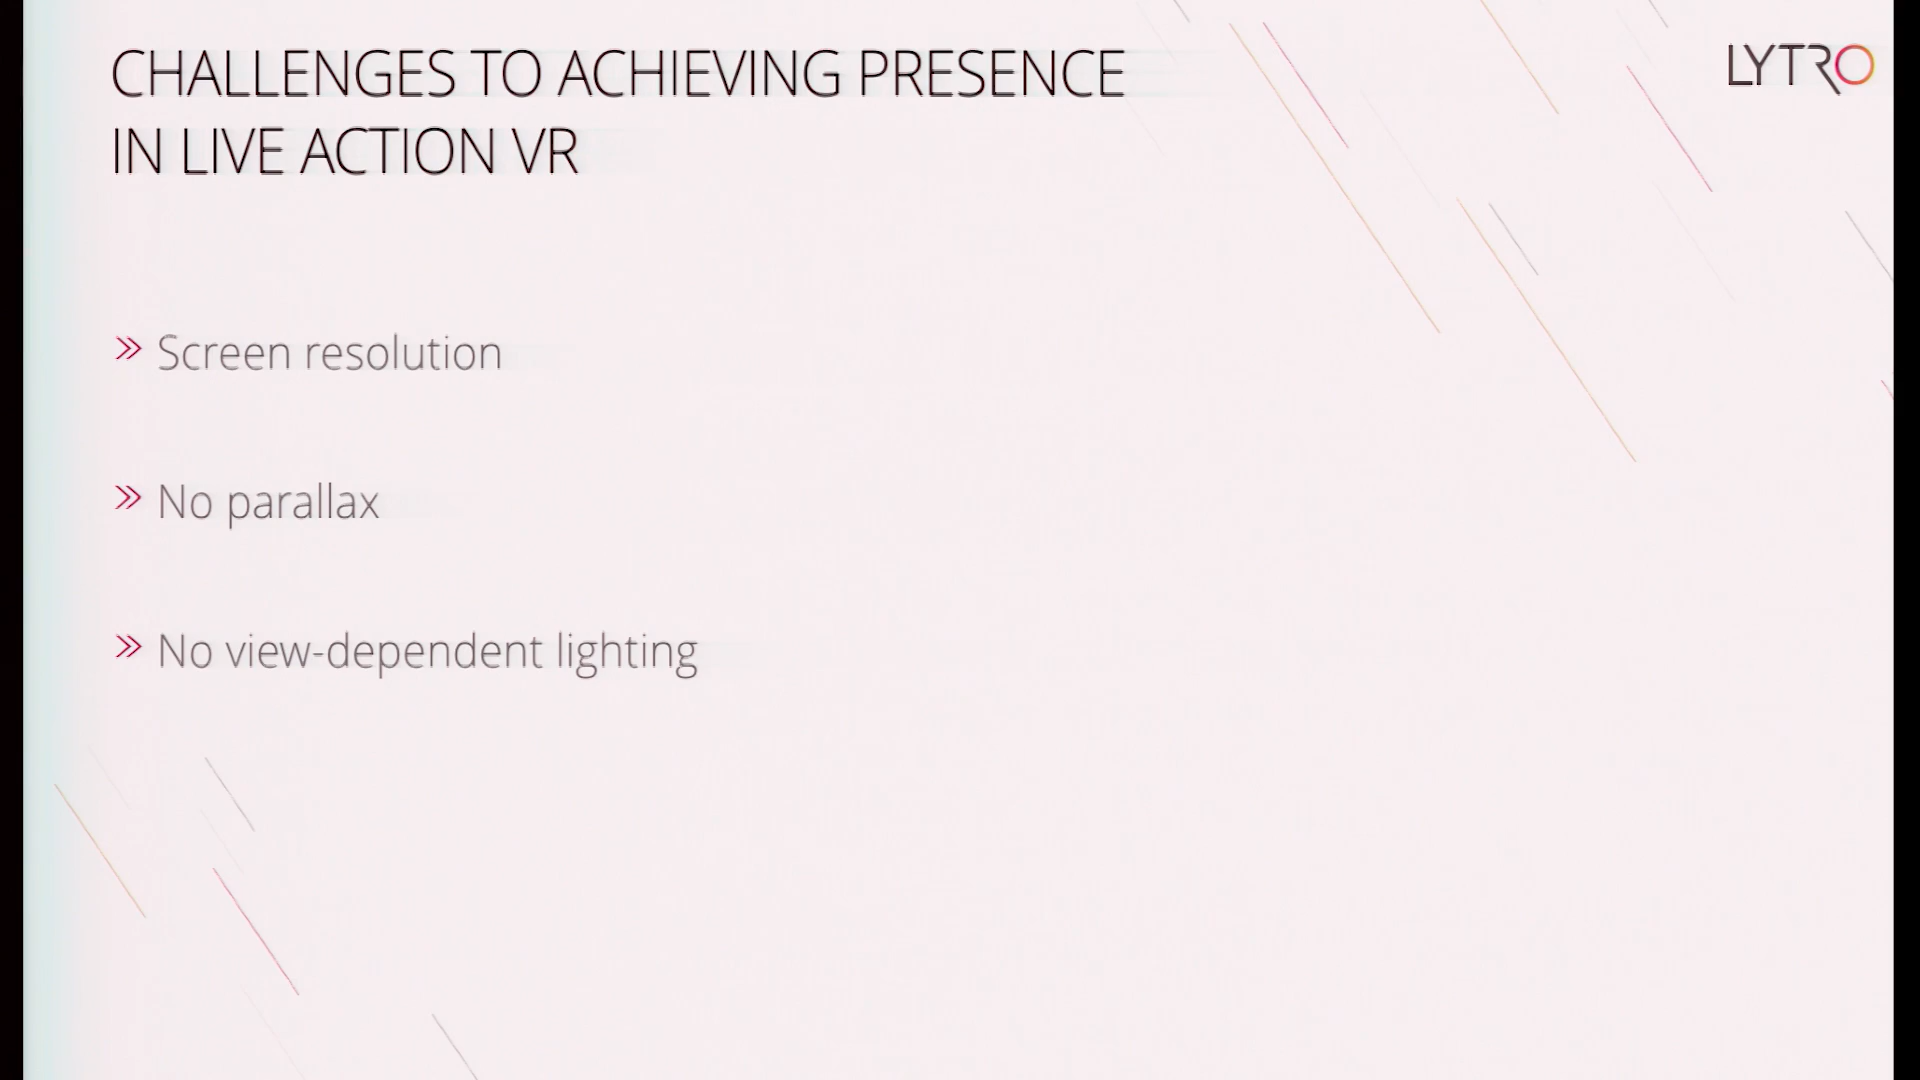 CHALLENGES TO ACHIEVING PRESENCE
IN LIVE ACTION VR
LYTRO
» Screen resolution
» No parallax
» No view-dependent lighting